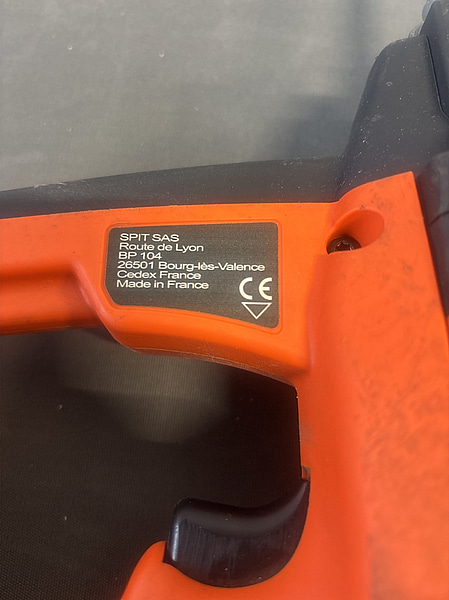 SPIT SAS
Route de Lyon
BP 104
26501 Bourg-lès-Valence
Cedex France
Made in France
CE